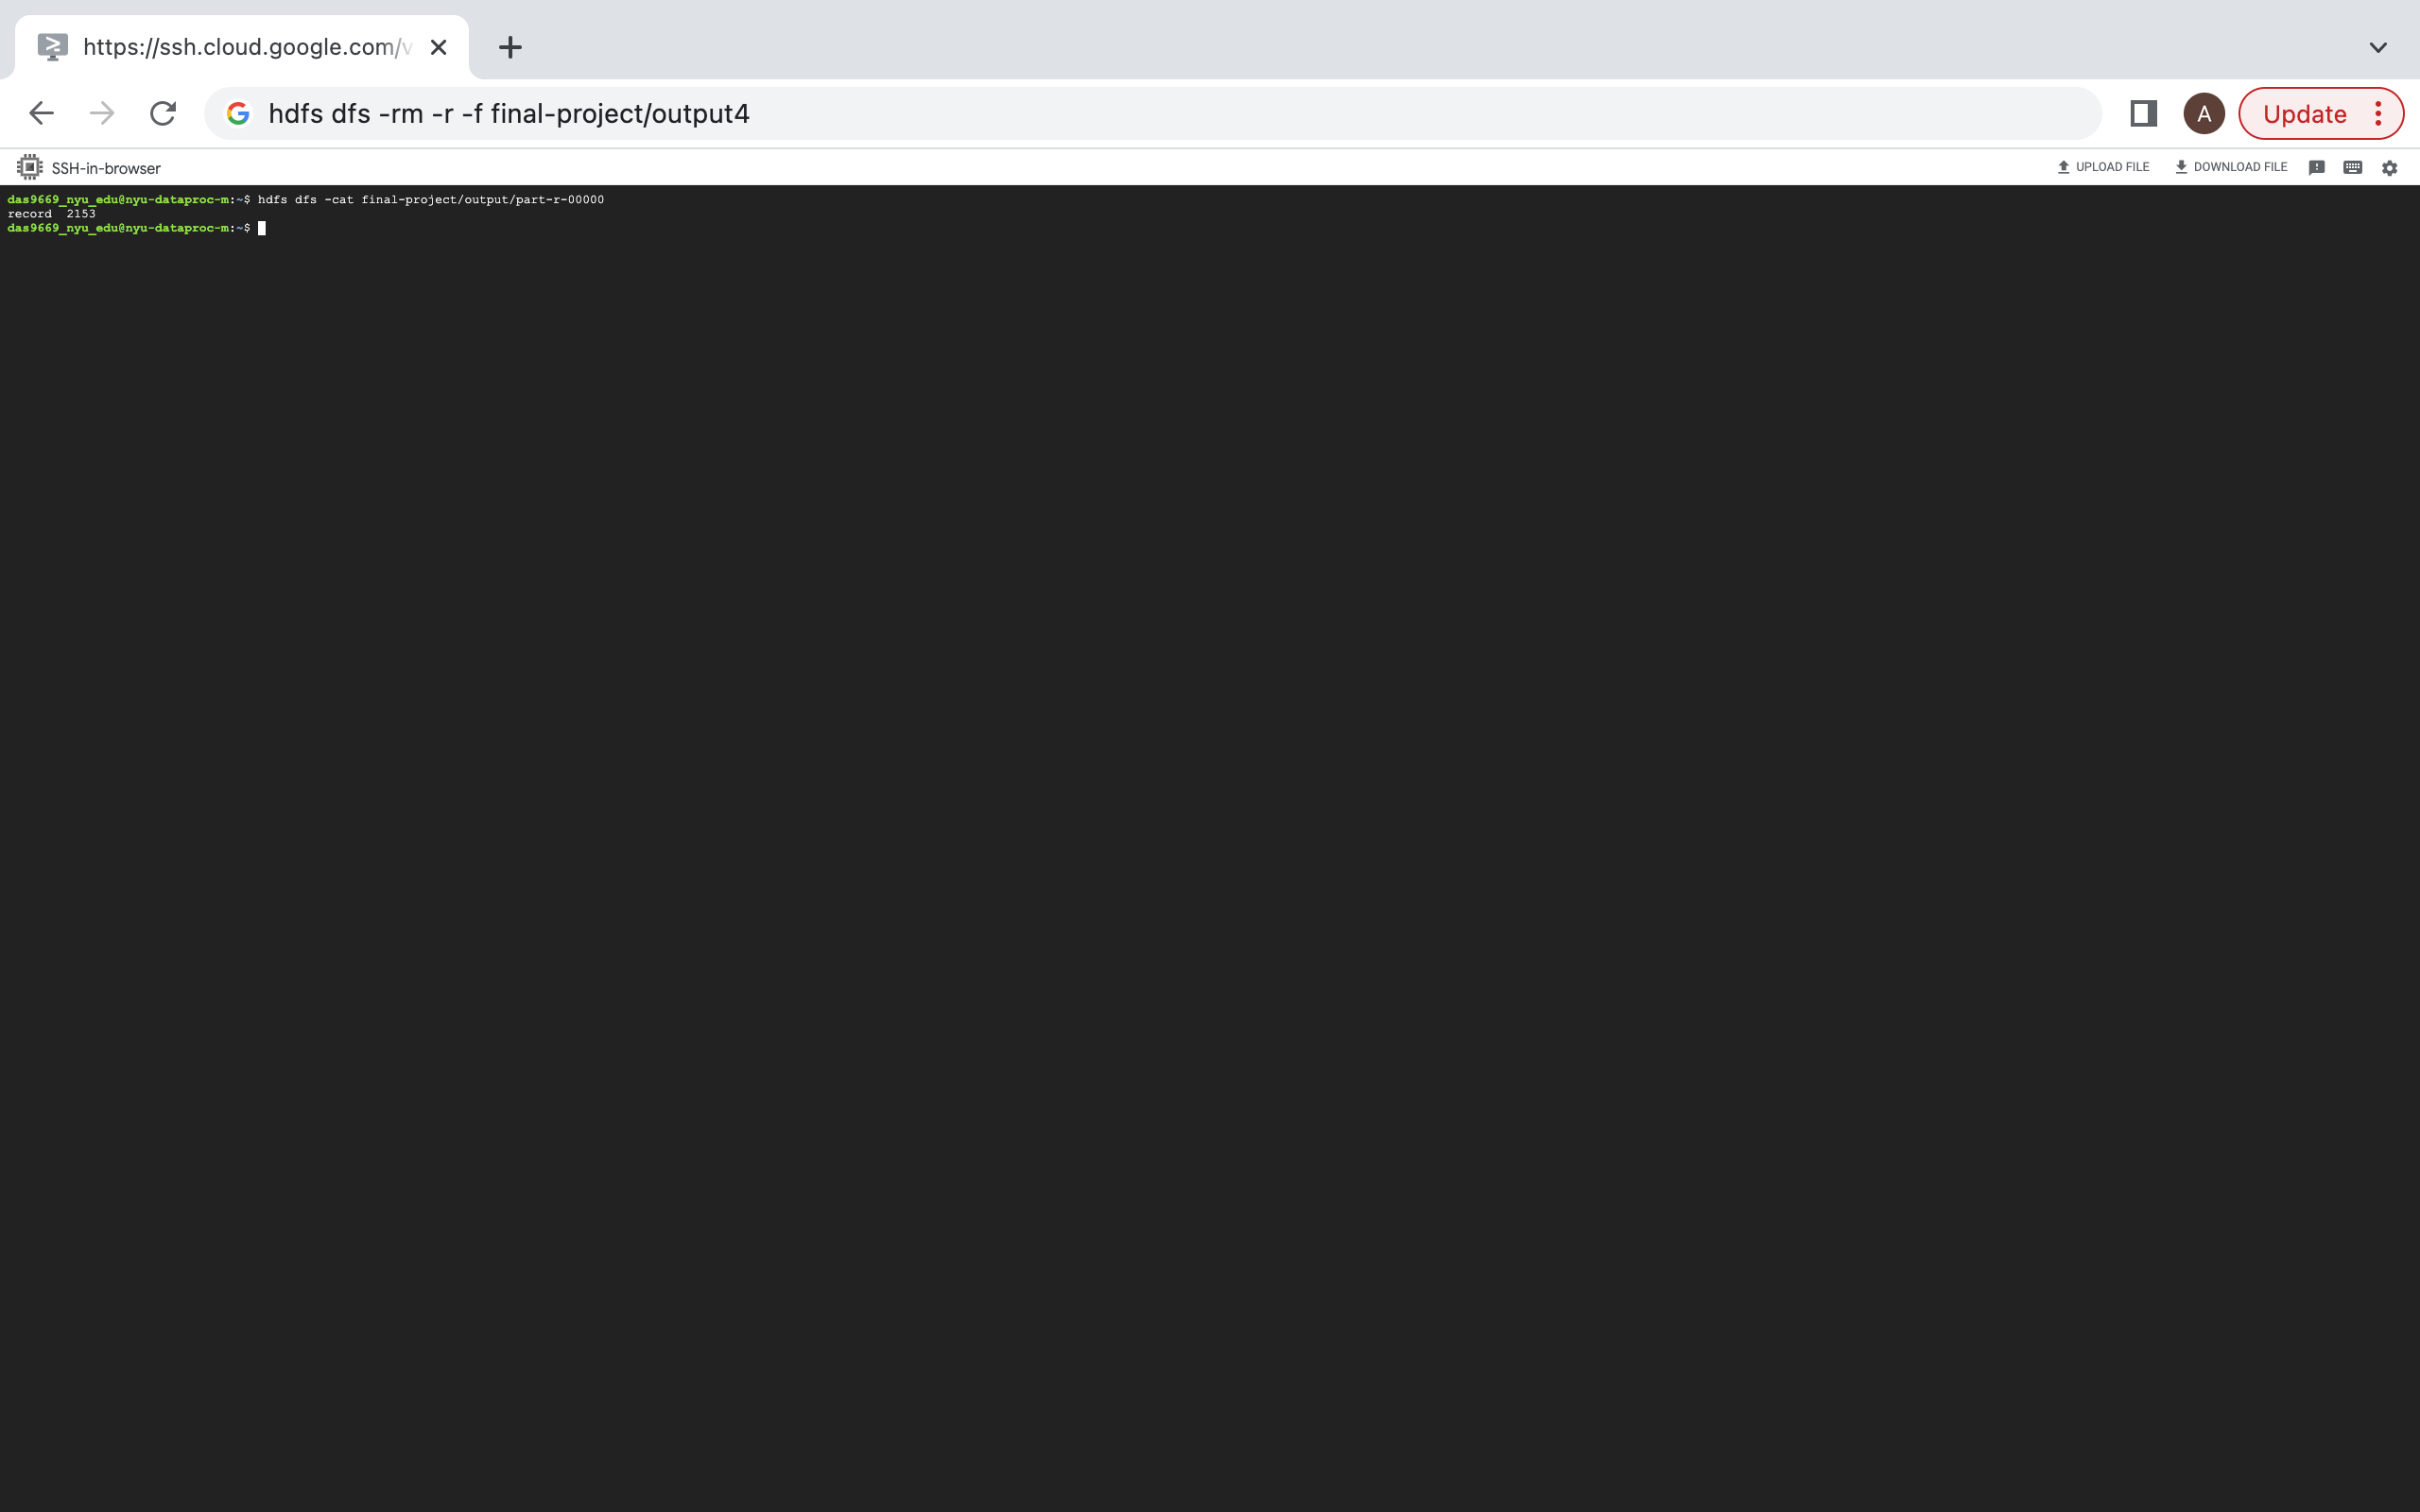 https://ssh.cloud.google.com/v
hdfs dfs -rm -r -f final-project/output4
A
Update
SSH-in-browser
UPLOAD FILE
DOWNLOAD FILE
das9669_nyu_edu@nyu-dataproc-m:~$ hdfs dfs -cat final-project/output/part-r-00000
record  2153
das9669_nyu_edu@nyu-dataproc-m:~$